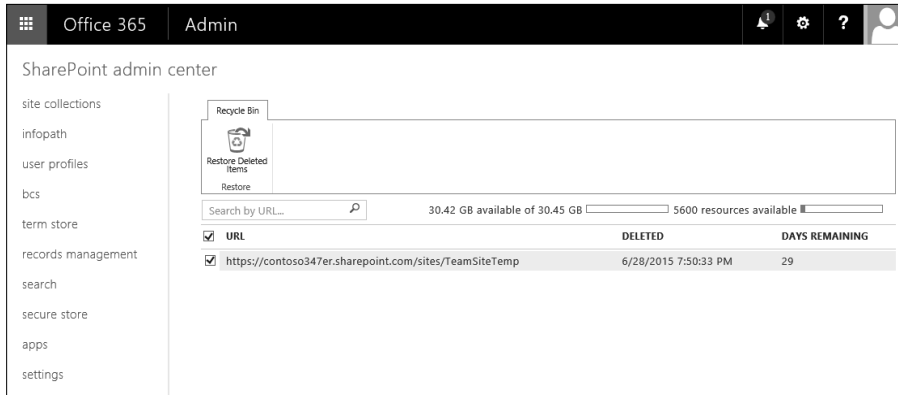 Office 365 Admin 1 ?
SharePoint admin center
site collections
infopath
user profiles
bcs
term store
records management
search
secure store
apps
settings
Recycle Bin
Restore Deleted
Items
Restore
Search by URL... 30.42 GB available of 30.45 GB 5600 resources available
URL DELETED DAYS REMAINING
https://contoso347er.sharepoint.com/sites/TeamSiteTemp 6/28/2015 7:50:33 PM 29